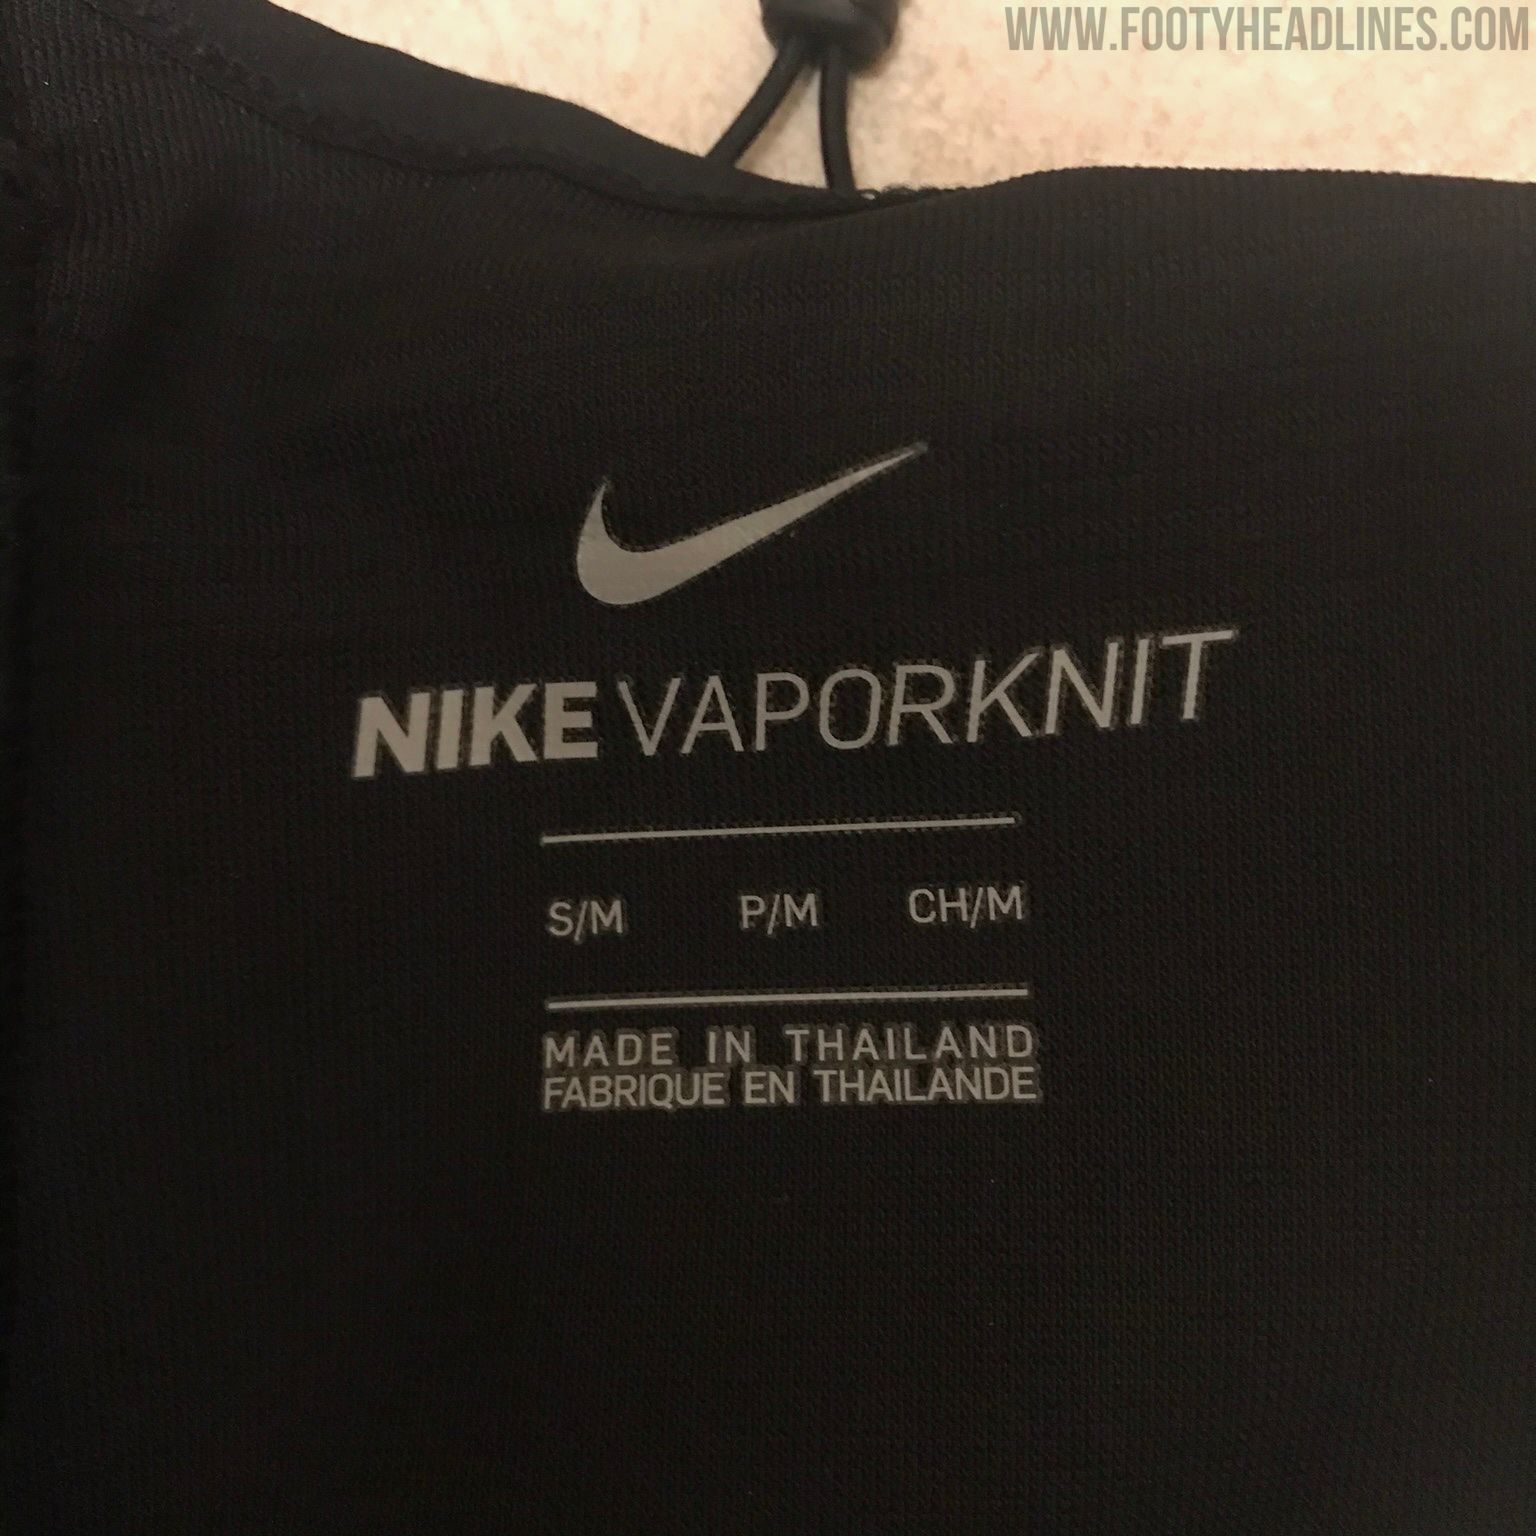 WWW.FOOTYHEADLINES.COM
NIKE VAPORKNIT
S/M P/M CH/M
MADE IN THAILAND
FABRIQUE EN THAILANDE